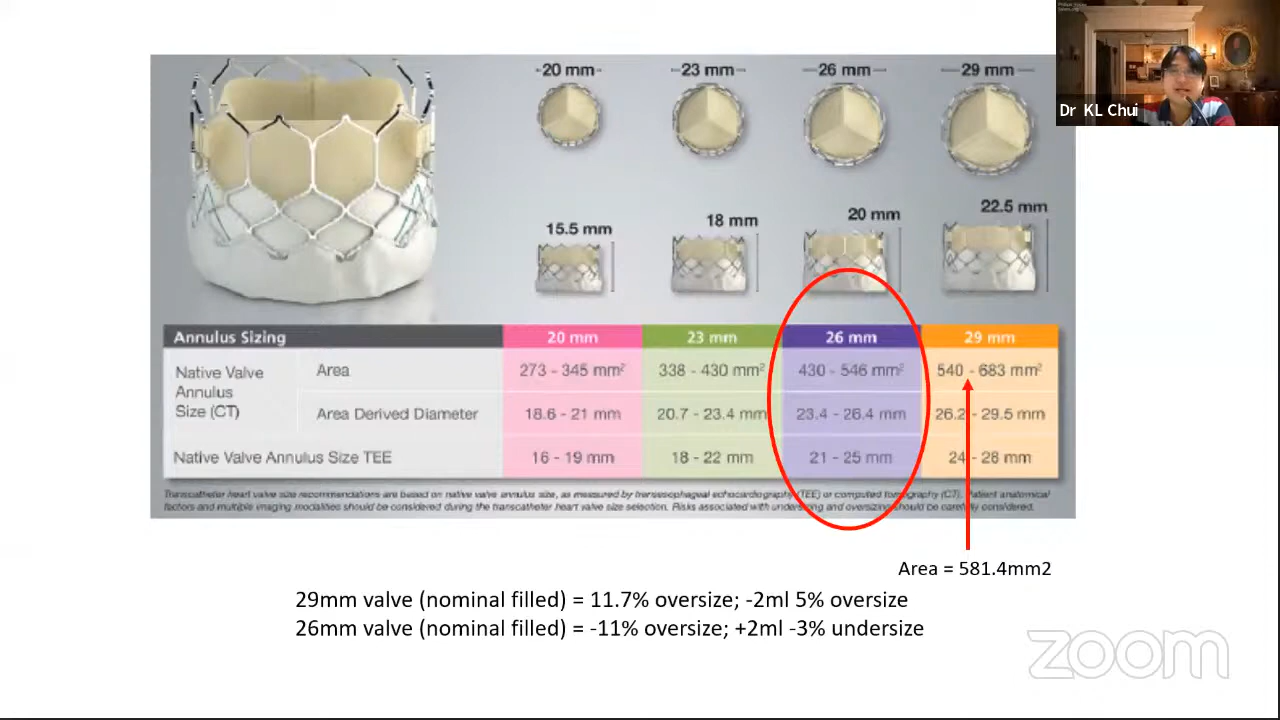 Dr KL Chui
20 mm
23 mm
26 mm
29 mm
15.5 mm
18 mm
20 mm
22.5 mm
Annulus Sizing 20 mm 23 mm 26 mm 29 mm
Native Valve Annulus Size (CT) Area 273 - 345 mm² 338 - 430 mm² 430 - 546 mm² 540 - 683 mm²
Area Derived Diameter 18.6 - 21 mm 20.7 - 23.4 mm 23.4 - 26.4 mm 26.2 - 29.5 mm
Native Valve Annulus Size TEE 16 - 19 mm 18 - 22 mm 21 - 25 mm 24 - 28 mm
Transcatheter heart valve size recommendations are based on native valve annulus size, as measured by transesophageal echocardiography (TEE) or computed tomography (CT). Patient anatomical
factors and multiple imaging modalities should be considered during the transcatheter heart valve size selection. Risks associated with undersizing and oversizing should be carefully considered.
Area = 581.4mm2
29mm valve (nominal filled) = 11.7% oversize; -2ml 5% oversize
26mm valve (nominal filled) = -11% oversize; +2ml -3% undersize
zoom